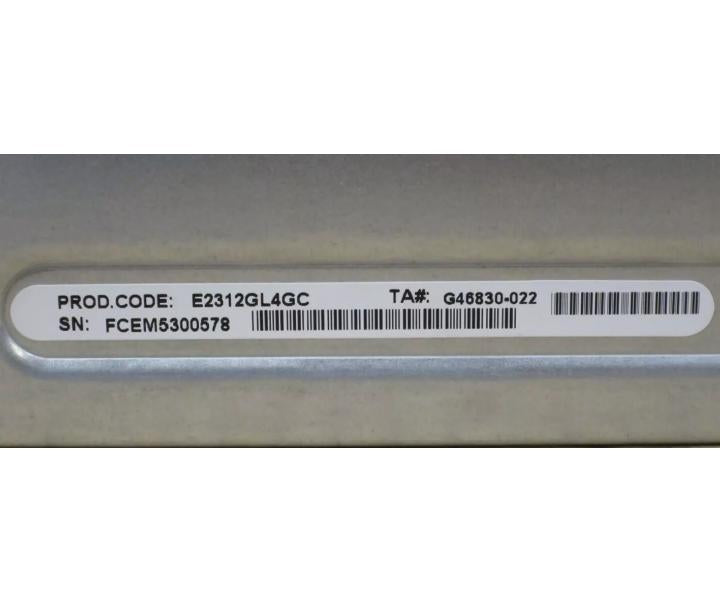 PROD.CODE: E2312GL4GC TA#: G46830-022
SN: FCEM5300578